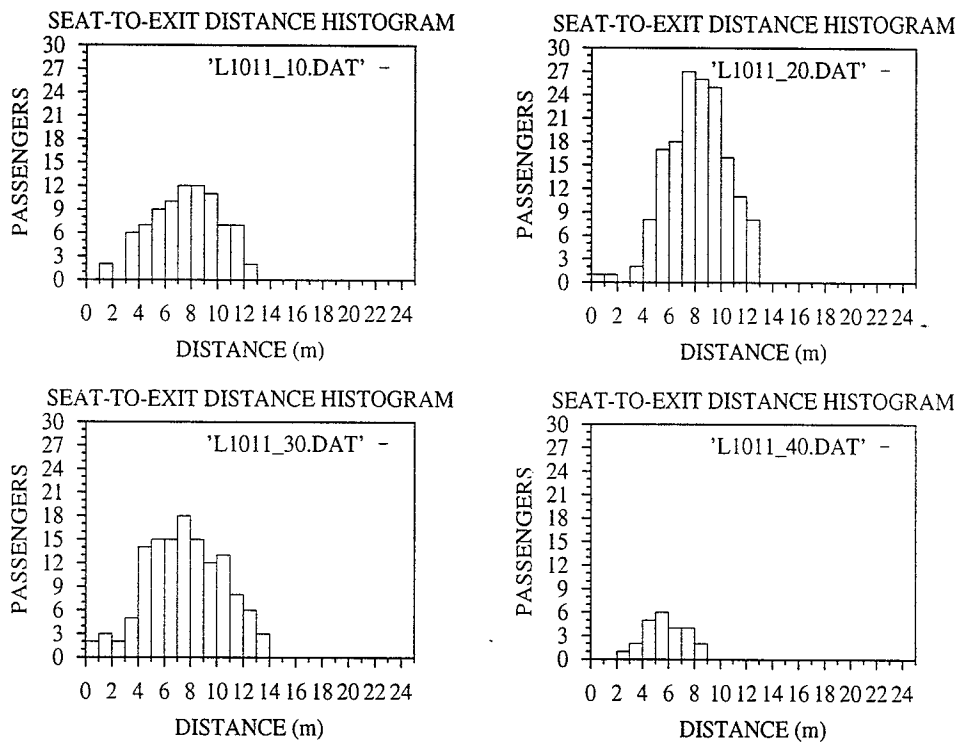 SEAT-TO-EXIT DISTANCE HISTOGRAM
30
27
24
21
18
15
12
9
6
3
0
PASSENGERS
'L1011_10.DAT'
0 2 4 6 8 10 12 14 16 18 20 22 24
DISTANCE (m)
SEAT-TO-EXIT DISTANCE HISTOGRAM
30
27
24
21
18
15
12
9
6
3
0
PASSENGERS
'L1011_20.DAT'
0 2 4 6 8 10 12 14 16 18 20 22 24
DISTANCE (m)
SEAT-TO-EXIT DISTANCE HISTOGRAM
30
27
24
21
18
15
12
9
6
3
0
PASSENGERS
'L1011_30.DAT'
0 2 4 6 8 10 12 14 16 18 20 22 24
DISTANCE (m)
SEAT-TO-EXIT DISTANCE HISTOGRAM
30
27
24
21
18
15
12
9
6
3
0
PASSENGERS
'L1011_40.DAT'
0 2 4 6 8 10 12 14 16 18 20 22 24
DISTANCE (m)